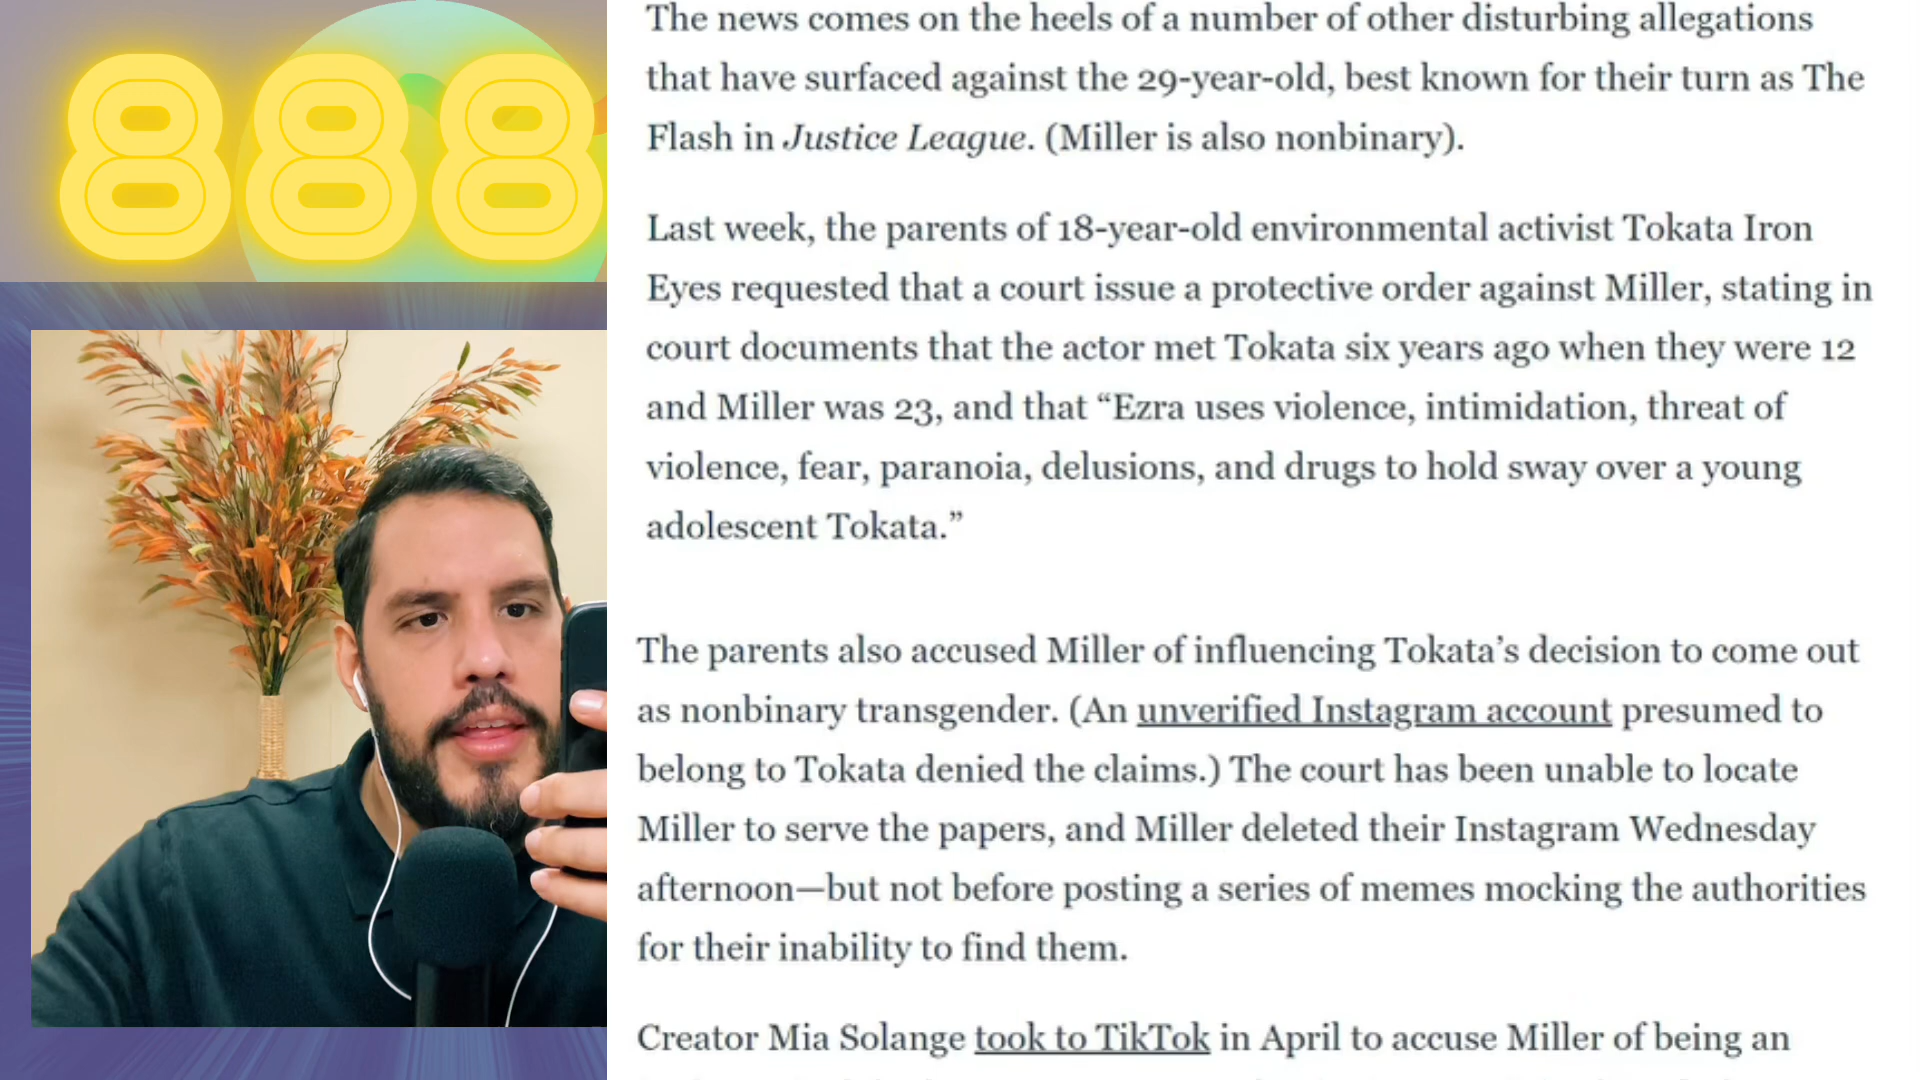 888
The news comes on the heels of a number of other disturbing allegations
that have surfaced against the 29-year-old, best known for their turn as The
Flash in Justice League. (Miller is also nonbinary).
Last week, the parents of 18-year-old environmental activist Tokata Iron
Eyes requested that a court issue a protective order against Miller, stating in
court documents that the actor met Tokata six years ago when they were 12
and Miller was 23, and that “Ezra uses violence, intimidation, threat of
violence, fear, paranoia, delusions, and drugs to hold sway over a young
adolescent Tokata.”
The parents also accused Miller of influencing Tokata’s decision to come out
as nonbinary transgender. (An unverified Instagram account presumed to
belong to Tokata denied the claims.) The court has been unable to locate
Miller to serve the papers, and Miller deleted their Instagram Wednesday
afternoon—but not before posting a series of memes mocking the authorities
for their inability to find them.
Creator Mia Solange took to TikTok in April to accuse Miller of being an